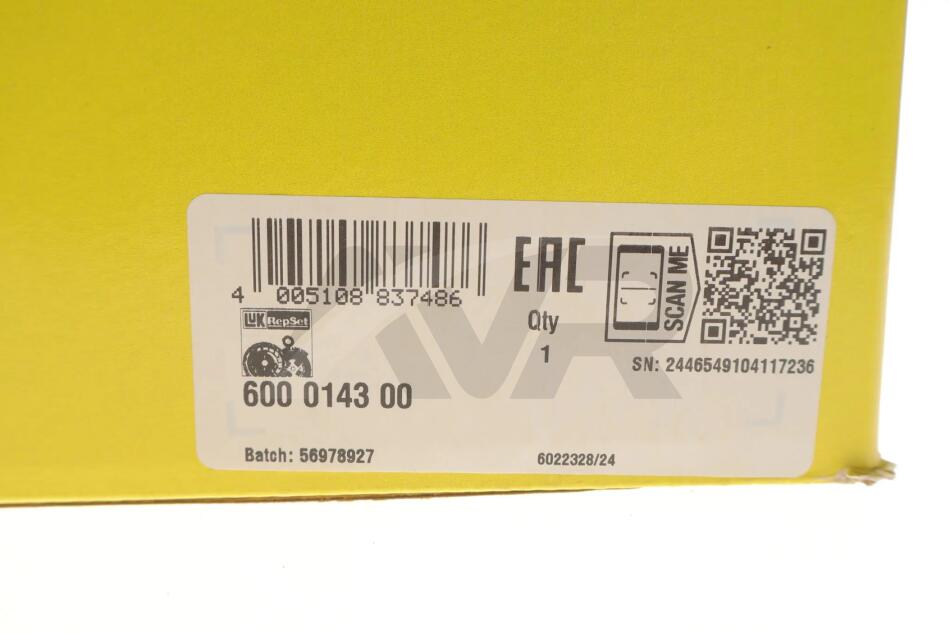 4 005108 837486
EAC
SCAN ME
Qty
1
LuK RepSet
SN: 2446549104117236
600 0143 00
Batch: 56978927
6022328/24
AVR